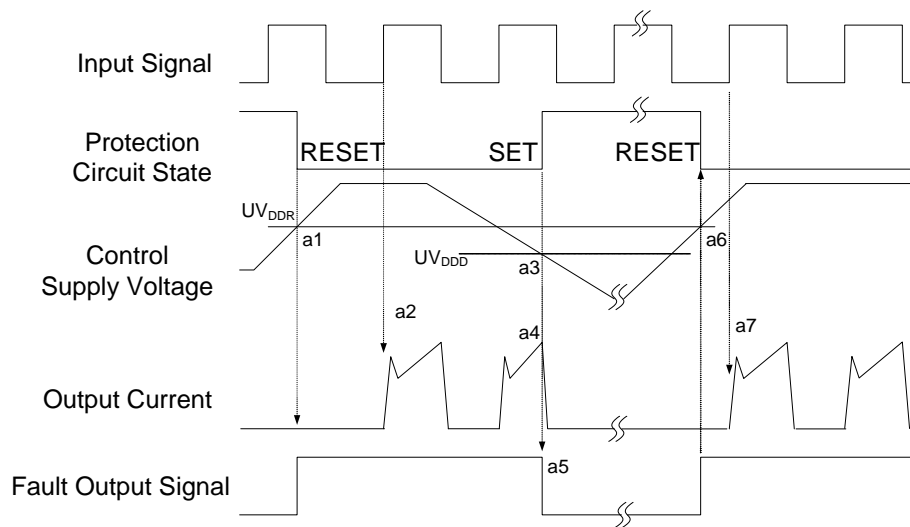 Input Signal
Protection
Circuit State
RESET
SET
RESET
UVDDR
a1
a6
Control
Supply Voltage
UVDDD
a3
a2
a4
a7
Output Current
a5
Fault Output Signal